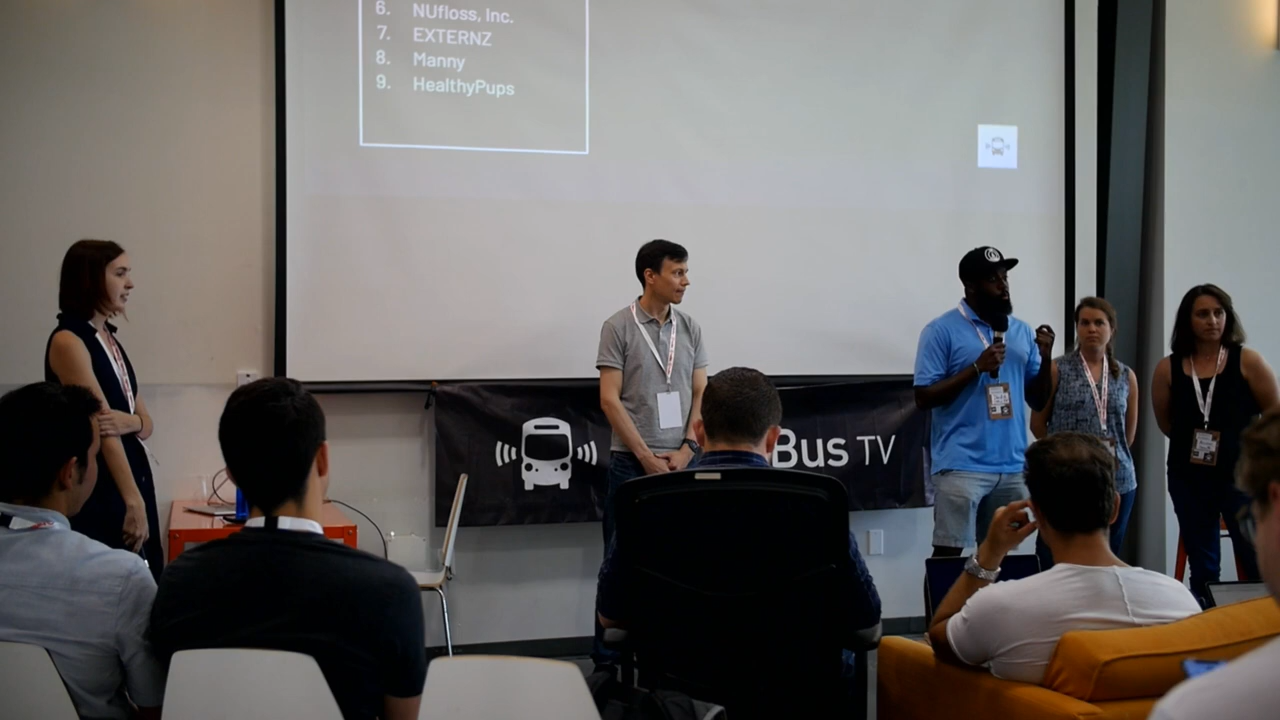 6. NUfloss, Inc.
7. EXTERNZ
8. Manny
9. HealthyPups
Bus TV